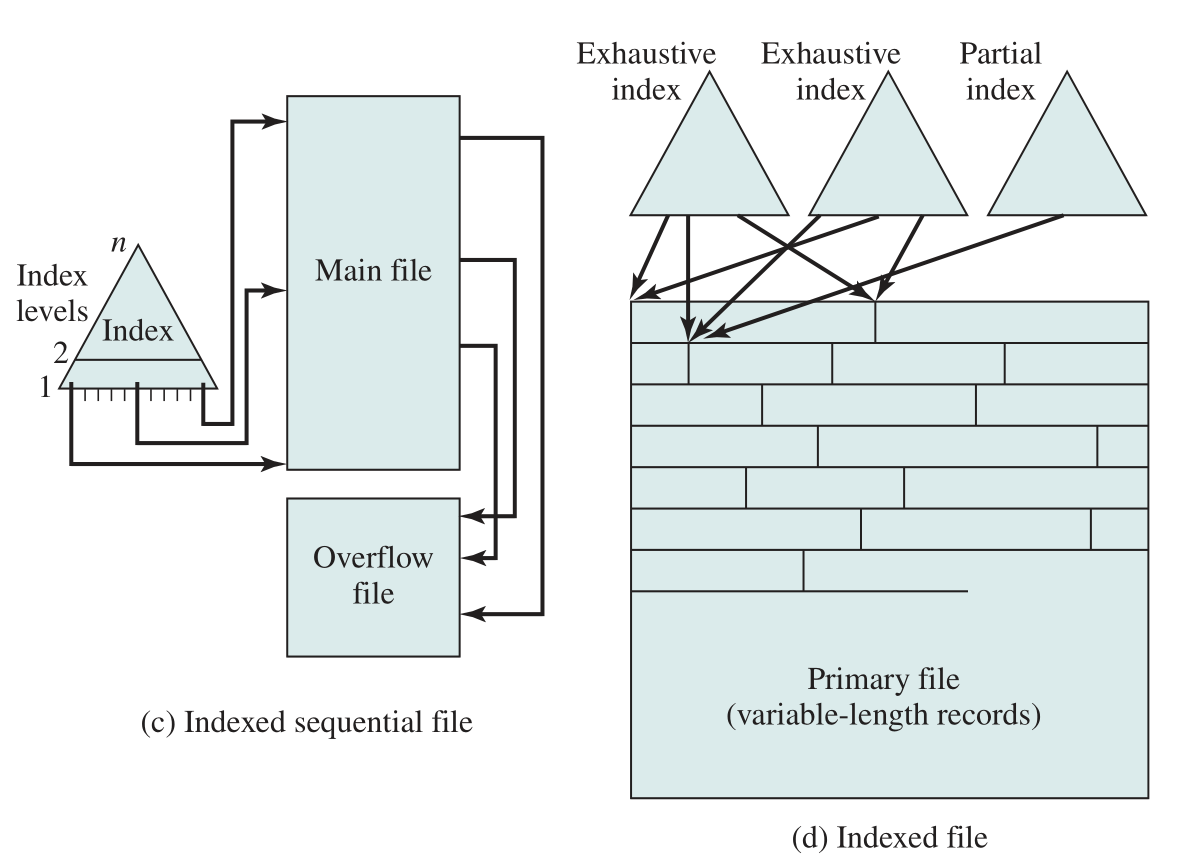 n
Index
levels
Index
2
1
Main file
Overflow
file
(c) Indexed sequential file
Exhaustive
index
Exhaustive
index
Partial
index
Primary file
(variable-length records)
(d) Indexed file